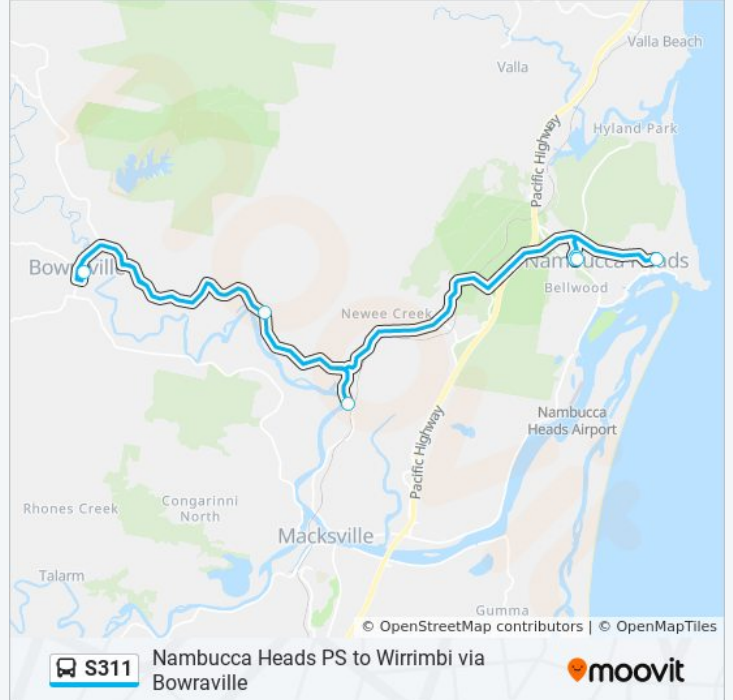 Valla Beach
Valla
Pacific Highway
Hyland Park
Bowraville
Nambucca Heads
Bellwood
Newee Creek
Nambucca
Heads Airport
Pacific Highway
Rhones Creek
Congarinni
North
Macksville
Talarm
Gumma
© OpenStreetMap contributors | © OpenMapTiles
S311
Nambucca Heads PS to Wirrimbi via
Bowraville
moovit